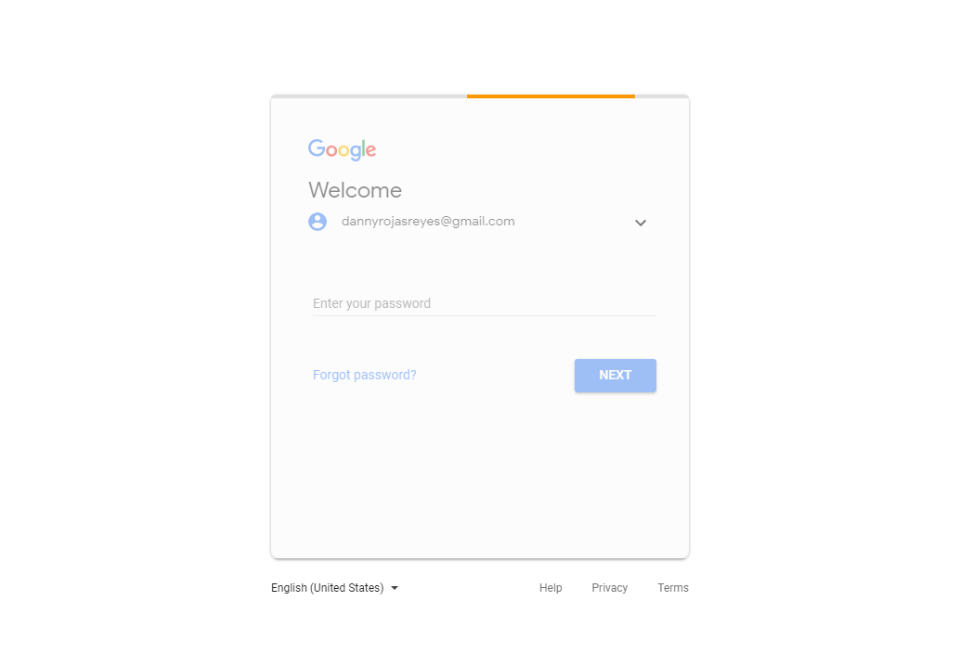 Google
Welcome
dannyrojasreyes@gmail.com
Enter your password
Forgot password?
NEXT
English (United States)
Help
Privacy
Terms